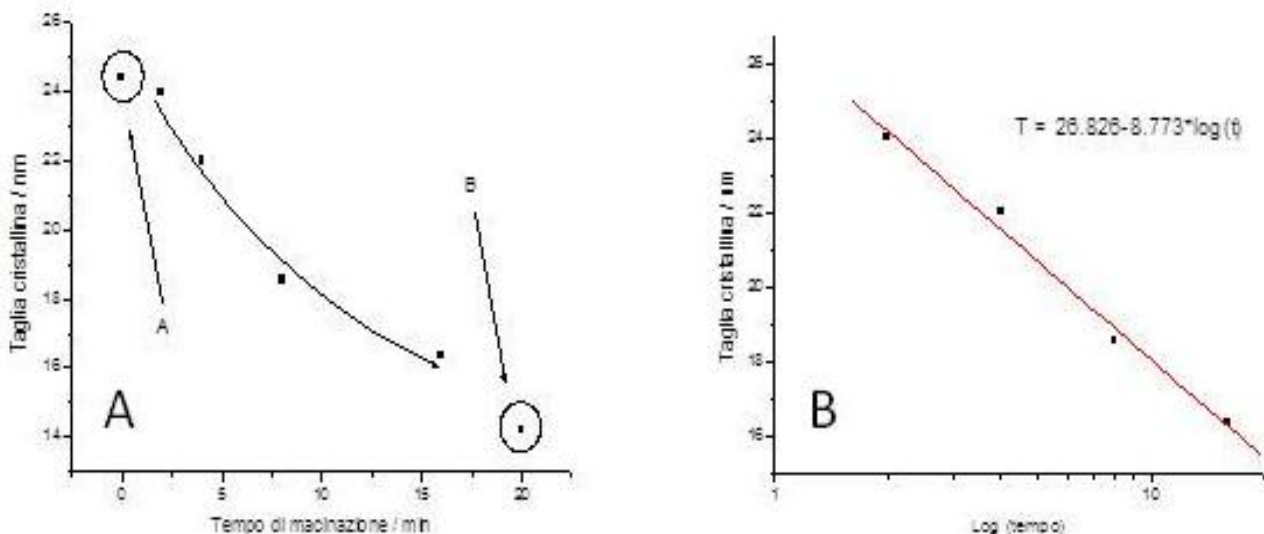 Taglia cristallina / nm
26
24
22
20
18
16
14
0
5
10
15
20
Tempo di macinazione / min
A
B
A
Taglia cristallina / nm
26
24
22
20
18
16
1
10
Log (tempo)
T = 26.826-8.773*log(t)
B